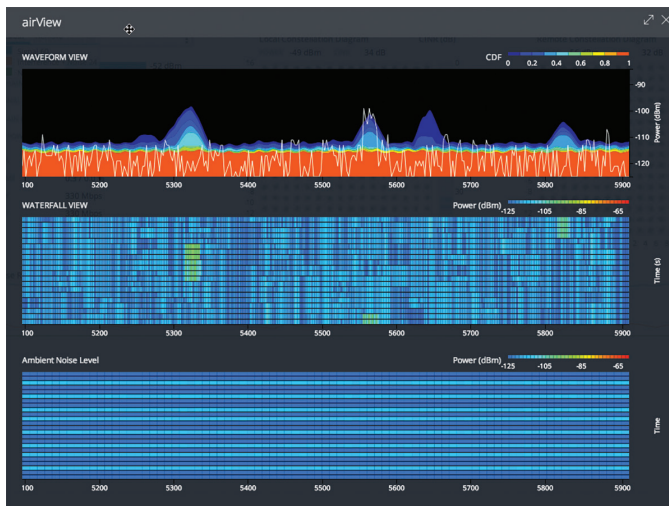 airView
WAVEFORM VIEW
CDF
0 0.2 0.4 0.6 0.8 1
-90
-100
-110
-120
Power (dBm)
100 5200 5300 5400 5500 5600 5700 5800 5900
WATERFALL VIEW
Power (dBm)
-125 -105 -85 -65
Time (s)
100 5200 5300 5400 5500 5600 5700 5800 5900
Ambient Noise Level
Power (dBm)
-125 -105 -85 -65
Time
100 5200 5300 5400 5500 5600 5700 5800 5900